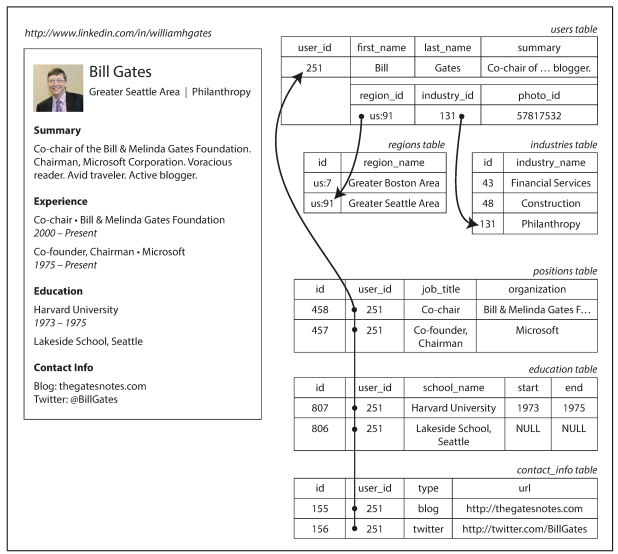 http://www.linkedin.com/in/williamhgates
Bill Gates
Greater Seattle Area | Philanthropy
Summary
Co-chair of the Bill & Melinda Gates Foundation.
Chairman, Microsoft Corporation. Voracious
reader. Avid traveler. Active blogger.
Experience
Co-chair • Bill & Melinda Gates Foundation
2000 – Present
Co-founder, Chairman • Microsoft
1975 – Present
Education
Harvard University
1973 – 1975
Lakeside School, Seattle
Contact Info
Blog: thegatesnotes.com
Twitter: @BillGates
users table
user_id first_name last_name summary
251 Bill Gates Co-chair of … blogger.
region_id industry_id photo_id
us:91 131 57817532
regions table
id region_name
us:7 Greater Boston Area
us:91 Greater Seattle Area
industries table
id industry_name
43 Financial Services
48 Construction
131 Philanthropy
positions table
id user_id job_title organization
458 251 Co-chair Bill & Melinda Gates F…
457 251 Co-founder, Microsoft
Chairman
education table
id user_id school_name start end
807 251 Harvard University 1973 1975
806 251 Lakeside School, NULL NULL
Seattle
contact_info table
id user_id type url
155 251 blog http://thegatesnotes.com
156 251 twitter http://twitter.com/BillGates